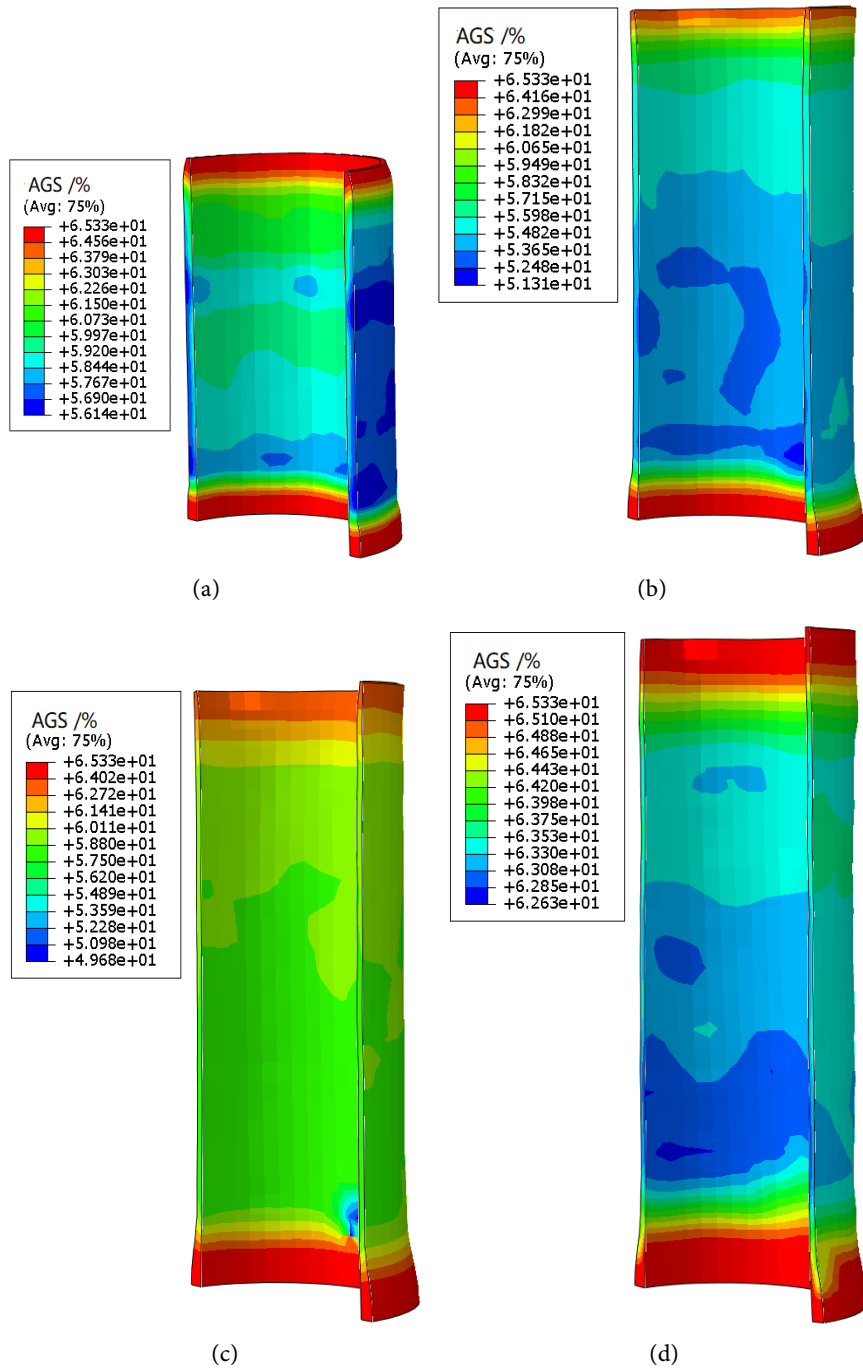 AGS /%
(Avg: 75%)
+6.533e+01
+6.456e+01
+6.379e+01
+6.303e+01
+6.226e+01
+6.150e+01
+6.073e+01
+5.997e+01
+5.920e+01
+5.844e+01
+5.767e+01
+5.690e+01
+5.614e+01
(a)
AGS /%
(Avg: 75%)
+6.533e+01
+6.416e+01
+6.299e+01
+6.182e+01
+6.065e+01
+5.949e+01
+5.832e+01
+5.715e+01
+5.598e+01
+5.482e+01
+5.365e+01
+5.248e+01
+5.131e+01
(b)
AGS /%
(Avg: 75%)
+6.533e+01
+6.402e+01
+6.272e+01
+6.141e+01
+6.011e+01
+5.880e+01
+5.750e+01
+5.620e+01
+5.489e+01
+5.359e+01
+5.228e+01
+5.098e+01
+4.968e+01
(c)
AGS /%
(Avg: 75%)
+6.533e+01
+6.510e+01
+6.488e+01
+6.465e+01
+6.443e+01
+6.420e+01
+6.398e+01
+6.375e+01
+6.353e+01
+6.330e+01
+6.308e+01
+6.285e+01
+6.263e+01
(d)